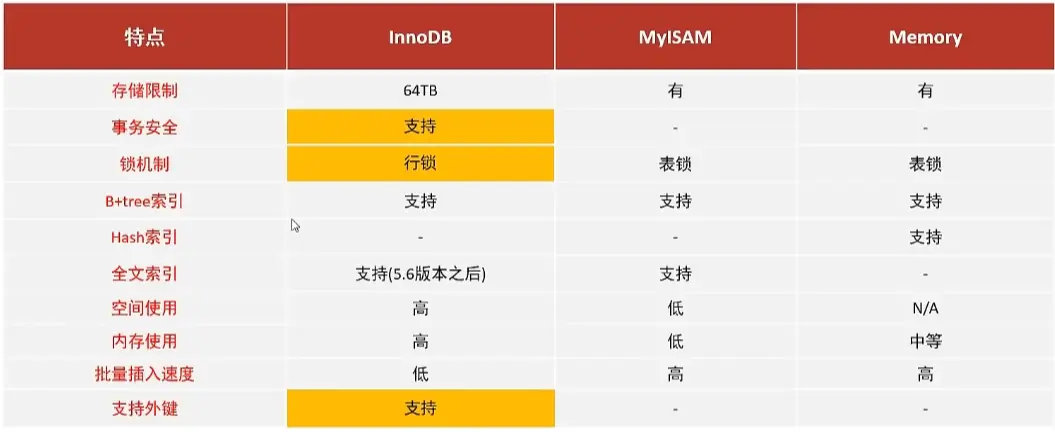 特点 InnoDB MyISAM Memory
存储限制 64TB 有 有
事务安全 支持 - -
锁机制 行锁 表锁 表锁
B+tree索引 支持 支持 支持
Hash索引 - - 支持
全文索引 支持(5.6版本之后) 支持 -
空间使用 高 低 N/A
内存使用 高 低 中等
批量插入速度 低 高 高
支持外键 支持 - -